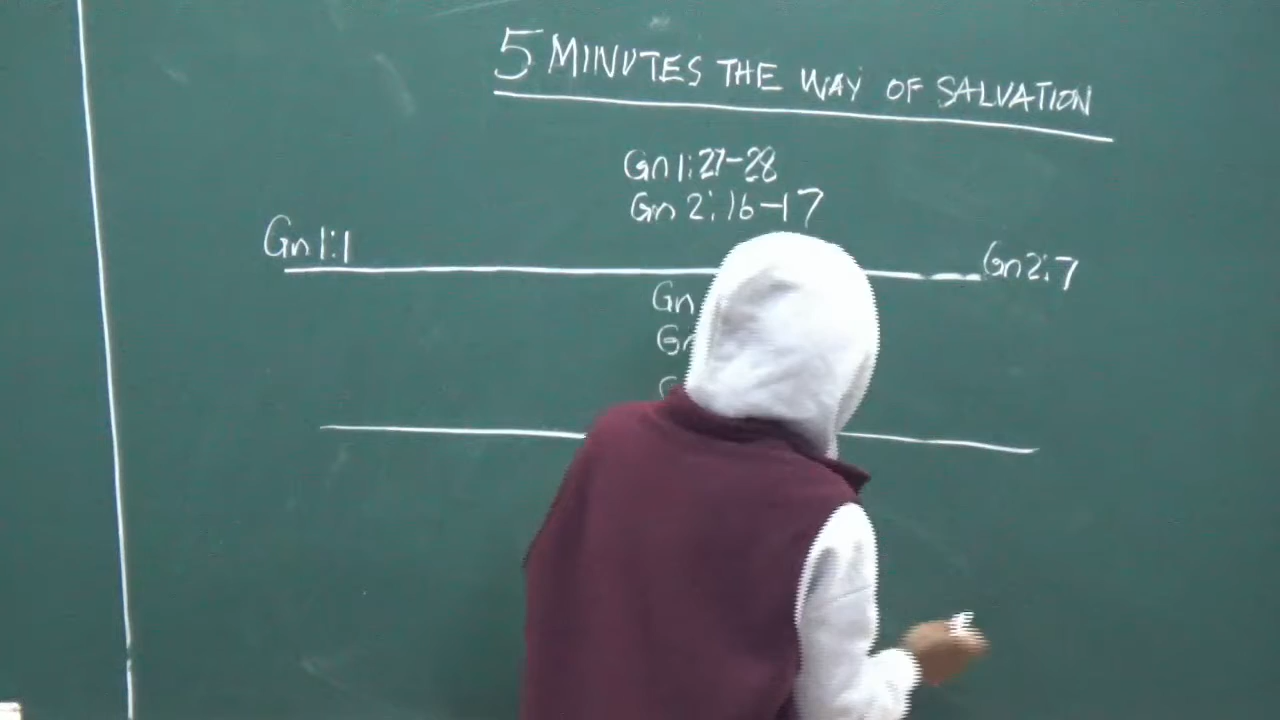 5 MINUTES THE WAY OF SALVATION
Gn 1:27-28
Gn 2:16-17
Gn 1:1
Gn 2:7
Gn